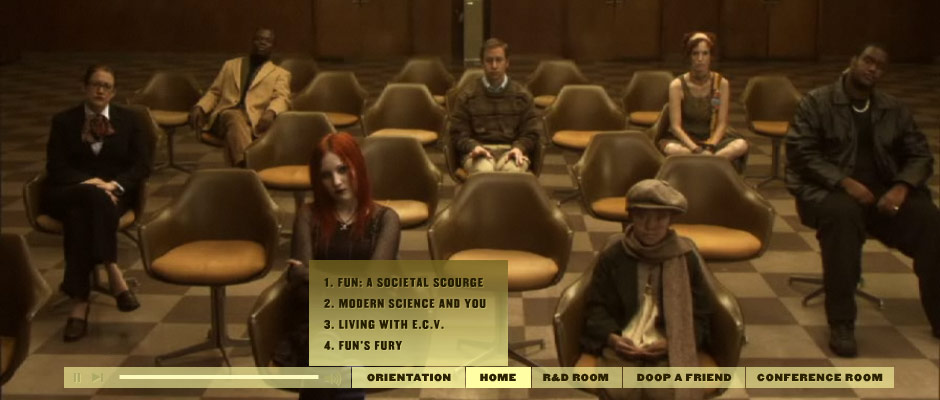 1. FUN: A SOCIETAL SCOURGE
2. MODERN SCIENCE AND YOU
3. LIVING WITH E.C.V.
4. FUN'S FURY
ORIENTATION HOME R&D ROOM DOOP A FRIEND CONFERENCE ROOM